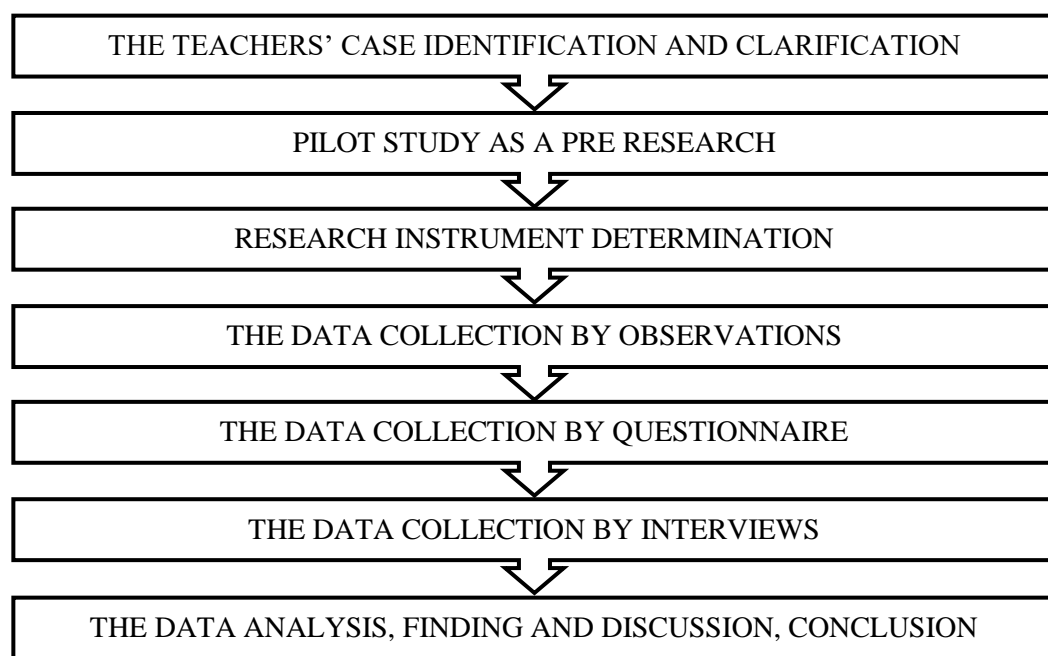 THE TEACHERS’ CASE IDENTIFICATION AND CLARIFICATION
PILOT STUDY AS A PRE RESEARCH
RESEARCH INSTRUMENT DETERMINATION
THE DATA COLLECTION BY OBSERVATIONS
THE DATA COLLECTION BY QUESTIONNAIRE
THE DATA COLLECTION BY INTERVIEWS
THE DATA ANALYSIS, FINDING AND DISCUSSION, CONCLUSION